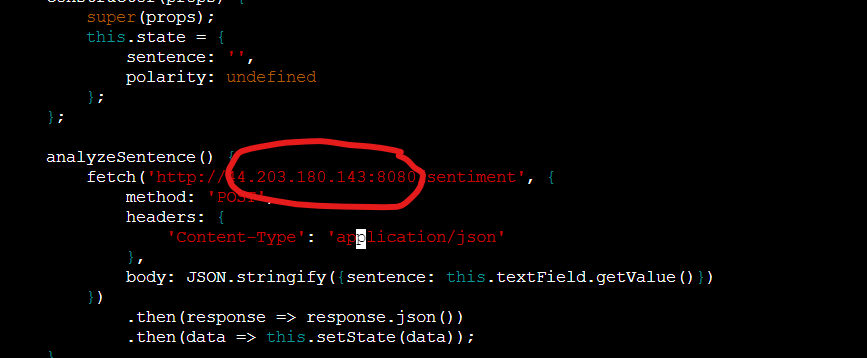 constructor(props) {
super(props);
this.state = {
sentence: '',
polarity: undefined
};
};
analyzeSentence() {
fetch('http://44.203.180.143:8080/sentiment', {
method: 'POST',
headers: {
'Content-Type': 'application/json'
},
body: JSON.stringify({sentence: this.textField.getValue()})
})
.then(response => response.json())
.then(data => this.setState(data));
}